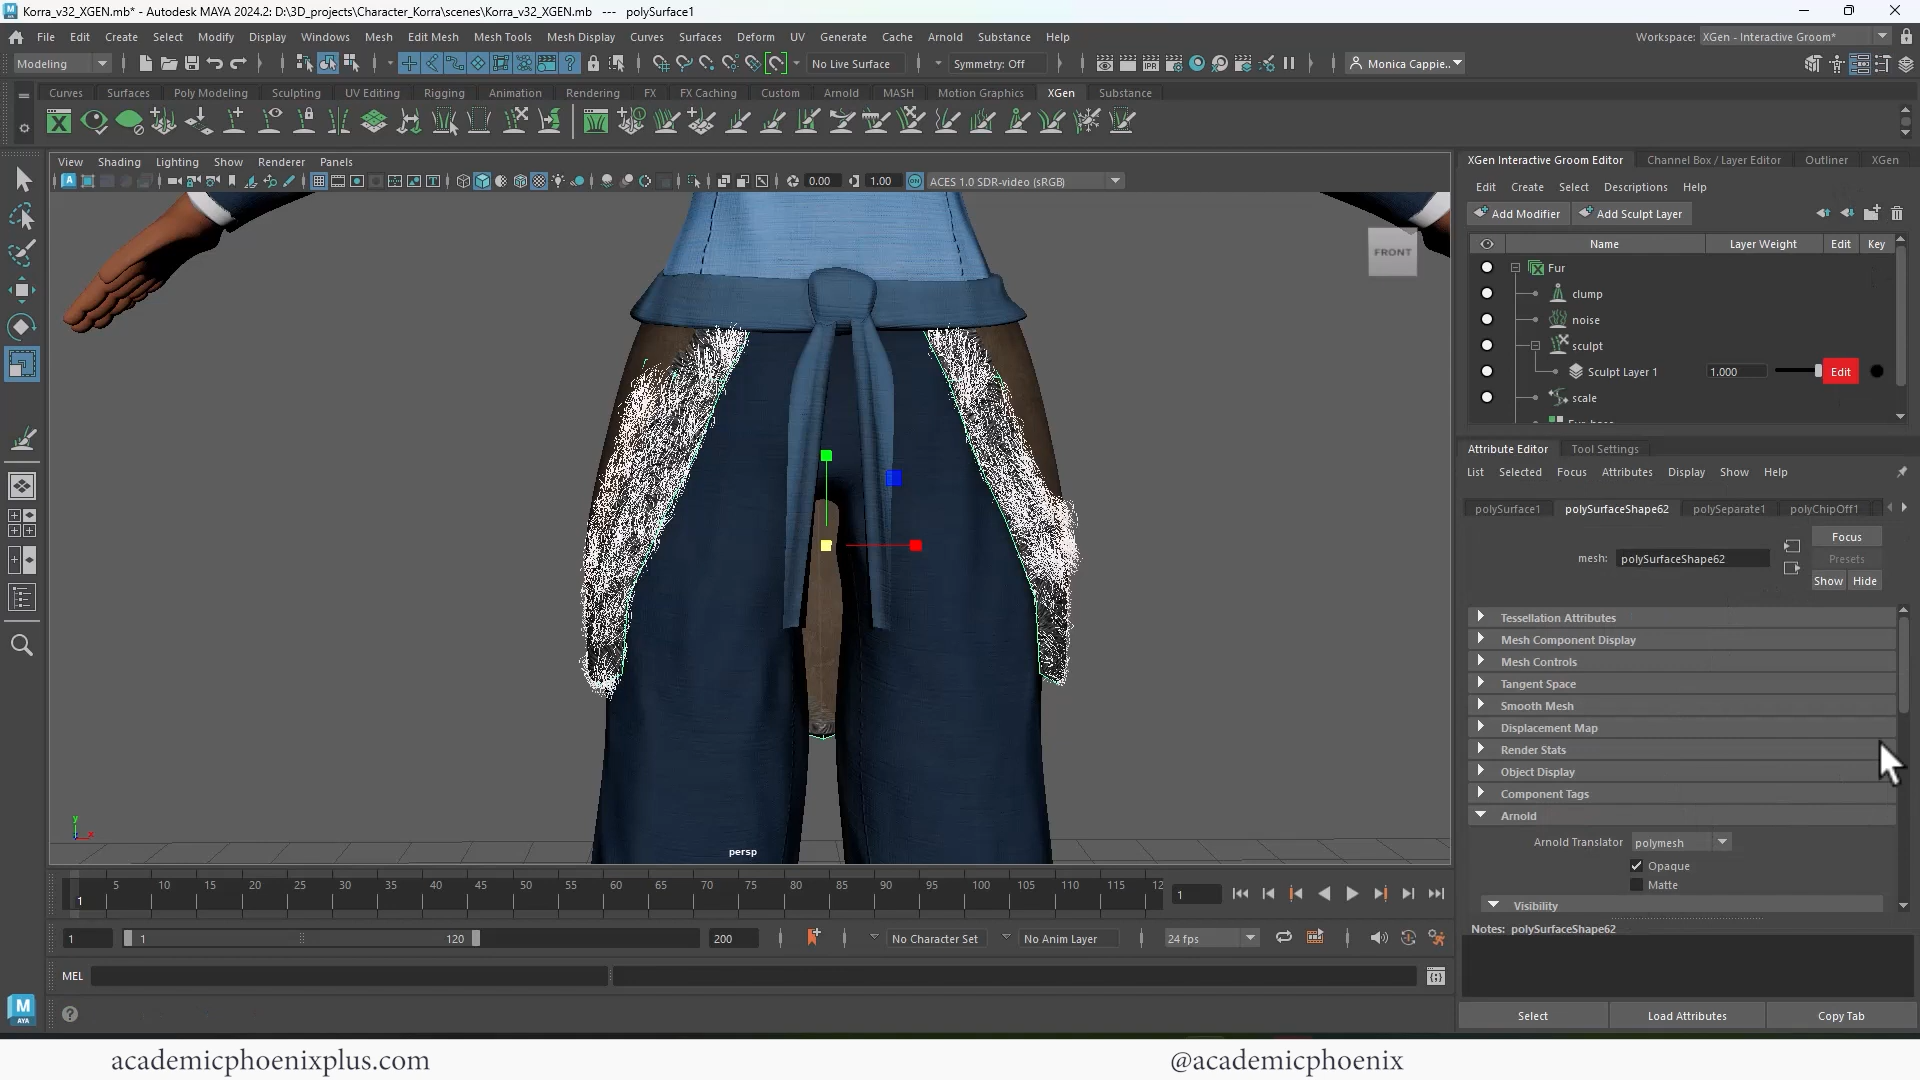 Korra_v32_XGEN.mb* - Autodesk MAYA 2024.2: D:\3D_projects\Character_Korra\scenes\Korra_v32_XGEN.mb --- polySurface1
File Edit Create Select Modify Display Windows Mesh Edit Mesh Mesh Tools Mesh Display Curves Surfaces Deform UV Generate Cache Arnold Substance Help
Workspace: XGen - Interactive Groom*
Modeling
No Live Surface
Symmetry: Off
Monica Cappie..
Curves Surfaces Poly Modeling Sculpting UV Editing Rigging Animation Rendering FX FX Caching Custom Arnold MASH Motion Graphics XGen Substance
View Shading Lighting Show Renderer Panels
0.00 1.00 ACES 1.0 SDR-video (sRGB)
FRONT
y
x
persp
XGen Interactive Groom Editor Channel Box / Layer Editor Outliner XGen
Edit Create Select Descriptions Help
Add Modifier Add Sculpt Layer
Name Layer Weight Edit Key
Fur
clump
noise
sculpt
Sculpt Layer 1 1.000 Edit
scale
Attribute Editor Tool Settings
List Selected Focus Attributes Display Show Help
polySurface1 polySurfaceShape62 polySeparate1 polyChipOff1
Focus
mesh: polySurfaceShape62
Presets
Show Hide
Tessellation Attributes
Mesh Component Display
Mesh Controls
Tangent Space
Smooth Mesh
Displacement Map
Render Stats
Object Display
Component Tags
Arnold
Arnold Translator polymesh
Opaque
Matte
Visibility
Notes: polySurfaceShape62
Select Load Attributes Copy Tab
5 10 15 20 25 30 35 40 45 50 55 60 65 70 75 80 85 90 95 100 105 110 115 12
1
1
1 1 120 200 No Character Set No Anim Layer 24 fps
MEL
M
AYA
academicphoenixplus.com
@academicphoenix